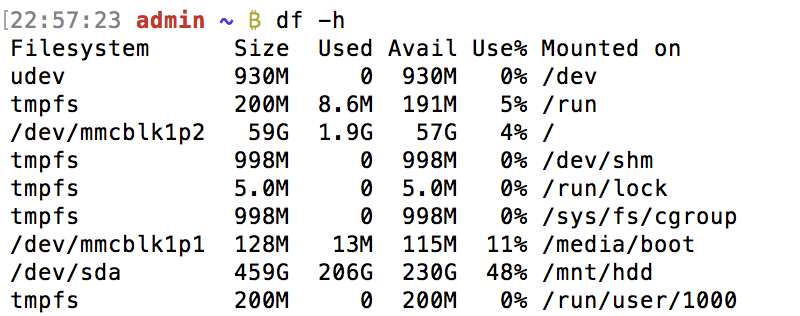 [22:57:23 admin ~ ₿ df -h
Filesystem      Size  Used Avail Use% Mounted on
udev            930M     0  930M   0% /dev
tmpfs           200M  8.6M  191M   5% /run
/dev/mmcblk1p2   59G  1.9G   57G   4% /
tmpfs           998M     0  998M   0% /dev/shm
tmpfs           5.0M     0  5.0M   0% /run/lock
tmpfs           998M     0  998M   0% /sys/fs/cgroup
/dev/mmcblk1p1  128M   13M  115M  11% /media/boot
/dev/sda        459G  206G  230G  48% /mnt/hdd
tmpfs           200M     0  200M   0% /run/user/1000